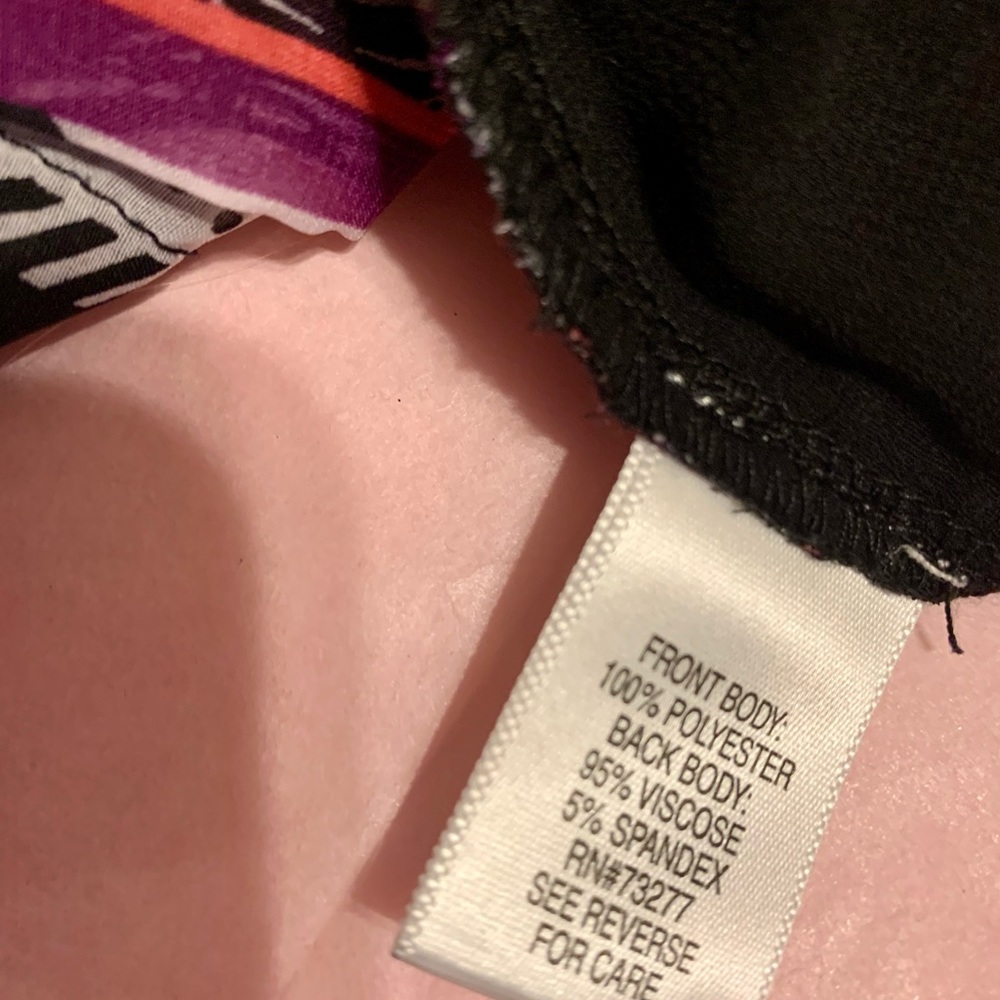 FRONT BODY:
100% POLYESTER
BACK BODY:
95% VISCOSE
5% SPANDEX
RN#73277
SEE REVERSE
FOR CARE